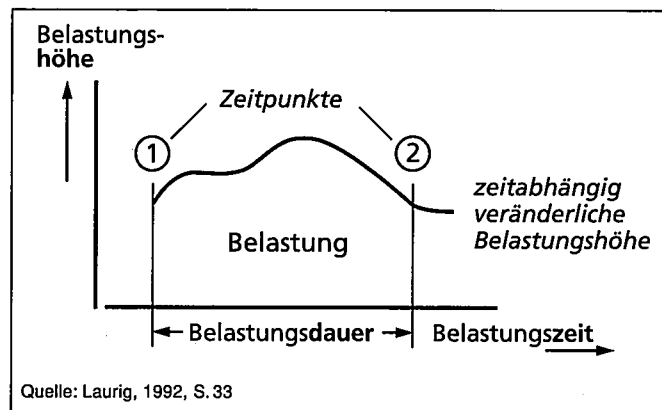 Belastungs-
höhe
Zeitpunkte
1
2
zeitabhängig
veränderliche
Belastungshöhe
Belastung
Belastungsdauer
Belastungszeit
Quelle: Laurig, 1992, S. 33